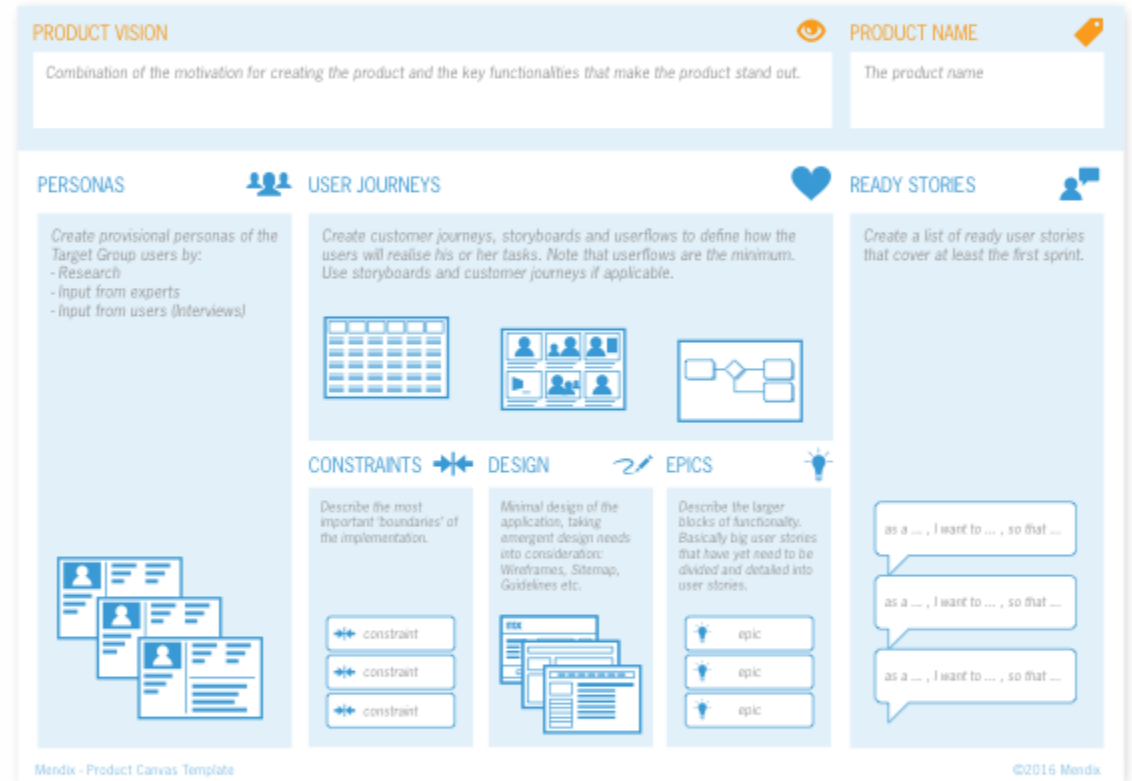 PRODUCT VISION
Combination of the motivation for creating the product and the key functionalities that make the product stand out.
PRODUCT NAME
The product name
PERSONAS
Create provisional personas of the
Target Group users by:
- Research
- Input from experts
- Input from users (Interviews)
USER JOURNEYS
Create customer journeys, storyboards and userflows to define how the
users will realise his or her tasks. Note that userflows are the minimum.
Use storyboards and customer journeys if applicable.
CONSTRAINTS
Describe the most
important 'boundaries' of
the implementation.
constraint
constraint
constraint
DESIGN
Minimal design of the
application, taking
emergent design needs
into consideration:
Wireframes, Sitemap,
Guidelines etc.
mx
EPICS
Describe the larger
blocks of functionality.
Basically big user stories
that have yet need to be
divided and detailed into
user stories.
epic
epic
epic
READY STORIES
Create a list of ready user stories
that cover at least the first sprint.
as a ... , I want to ... , so that ...
as a ... , I want to ... , so that ...
as a ... , I want to ... , so that ...
Mendix - Product Canvas Template
©2016 Mendix